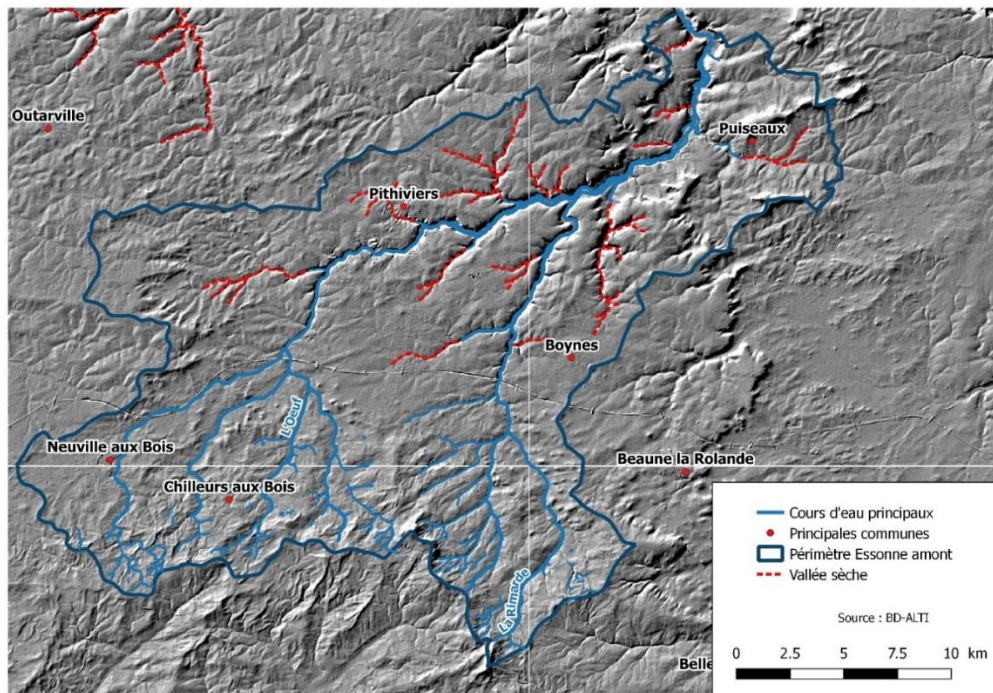 Outarville
Puiseaux
Pithiviers
Boynes
L'Oeuf
Neuville aux Bois
Beaune la Rolande
Chilleurs aux Bois
La Rimarde
Belle
Cours d'eau principaux
Principales communes
Périmètre Essonne amont
Vallée sèche
Source : BD-ALTI
0 2.5 5 7.5 10 km